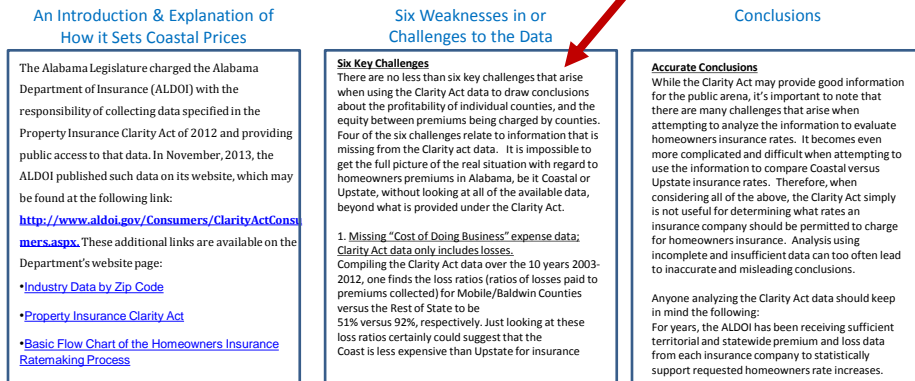 An Introduction & Explanation of
How it Sets Coastal Prices
The Alabama Legislature charged the Alabama
Department of Insurance (ALDOI) with the
responsibility of collecting data specified in the
Property Insurance Clarity Act of 2012 and providing
public access to that data. In November, 2013, the
ALDOI published such data on its website, which may
be found at the following link:
http://www.aldoi.gov/Consumers/ClarityActConsu
mers.aspx. These additional links are available on the
Department's website page:
•Industry Data by Zip Code
•Property Insurance Clarity Act
•Basic Flow Chart of the Homeowners Insurance
Ratemaking Process
Six Weaknesses in or
Challenges to the Data
Six Key Challenges
There are no less than six key challenges that arise
when using the Clarity Act data to draw conclusions
about the profitability of individual counties, and the
equity between premiums being charged by counties.
Four of the six challenges relate to information that is
missing from the Clarity act data. It is impossible to
get the full picture of the real situation with regard to
homeowners premiums in Alabama, be it Coastal or
Upstate, without looking at all of the available data,
beyond what is provided under the Clarity Act.
1. Missing "Cost of Doing Business" expense data;
Clarity Act data only includes losses.
Compiling the Clarity Act data over the 10 years 2003-
2012, one finds the loss ratios (ratios of losses paid to
premiums collected) for Mobile/Baldwin Counties
versus the Rest of State to be
51% versus 92%, respectively. Just looking at these
loss ratios certainly could suggest that the
Coast is less expensive than Upstate for insurance
Conclusions
Accurate Conclusions
While the Clarity Act may provide good information
for the public arena, it's important to note that
there are many challenges that arise when
attempting to analyze the information to evaluate
homeowners insurance rates. It becomes even
more complicated and difficult when attempting to
use the information to compare Coastal versus
Upstate insurance rates. Therefore, when
considering all of the above, the Clarity Act simply
is not useful for determining what rates an
insurance company should be permitted to charge
for homeowners insurance. Analysis using
incomplete and insufficient data can too often lead
to inaccurate and misleading conclusions.
Anyone analyzing the Clarity Act data should keep
in mind the following:
For years, the ALDOI has been receiving sufficient
territorial and statewide premium and loss data
from each insurance company to statistically
support requested homeowners rate increases.